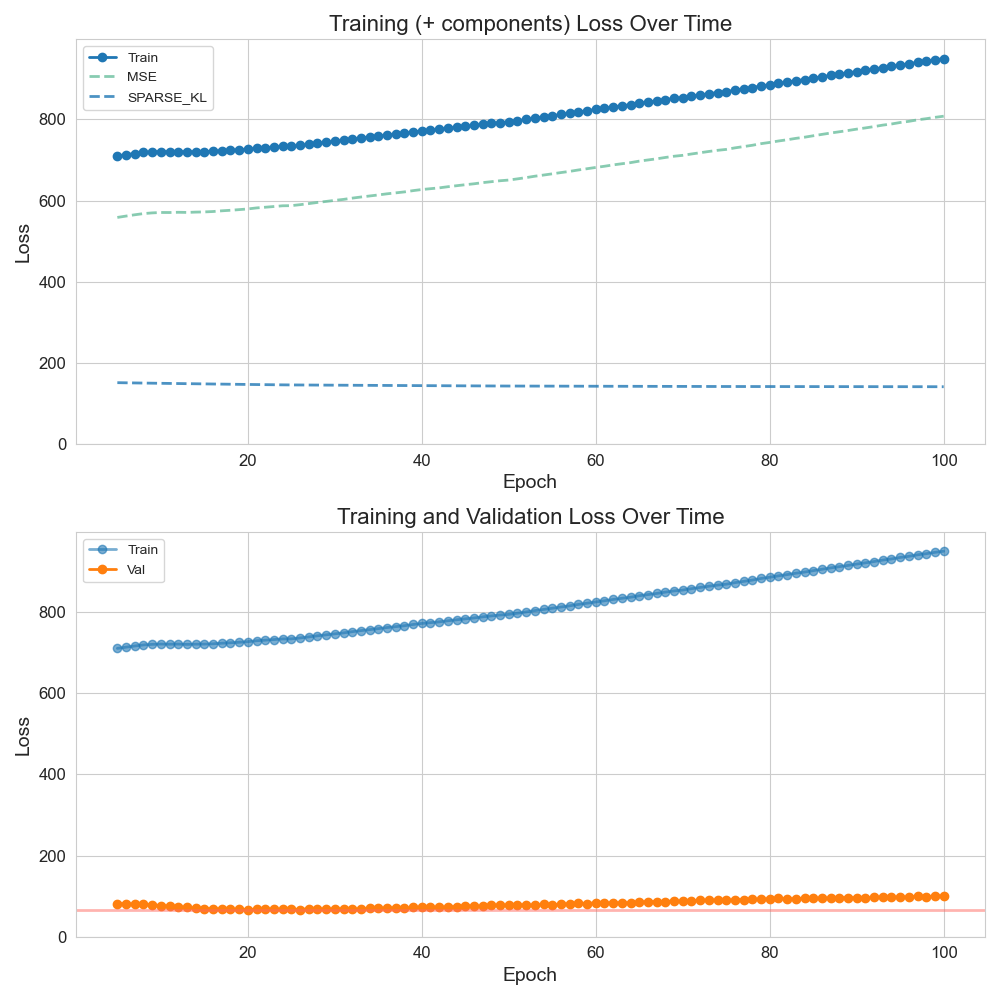 Training (+ components) Loss Over Time
Train
MSE
SPARSE_KL
Loss
800
600
400
200
0
20 40 60 80 100
Epoch
Training and Validation Loss Over Time
Train
Val
Loss
800
600
400
200
0
20 40 60 80 100
Epoch